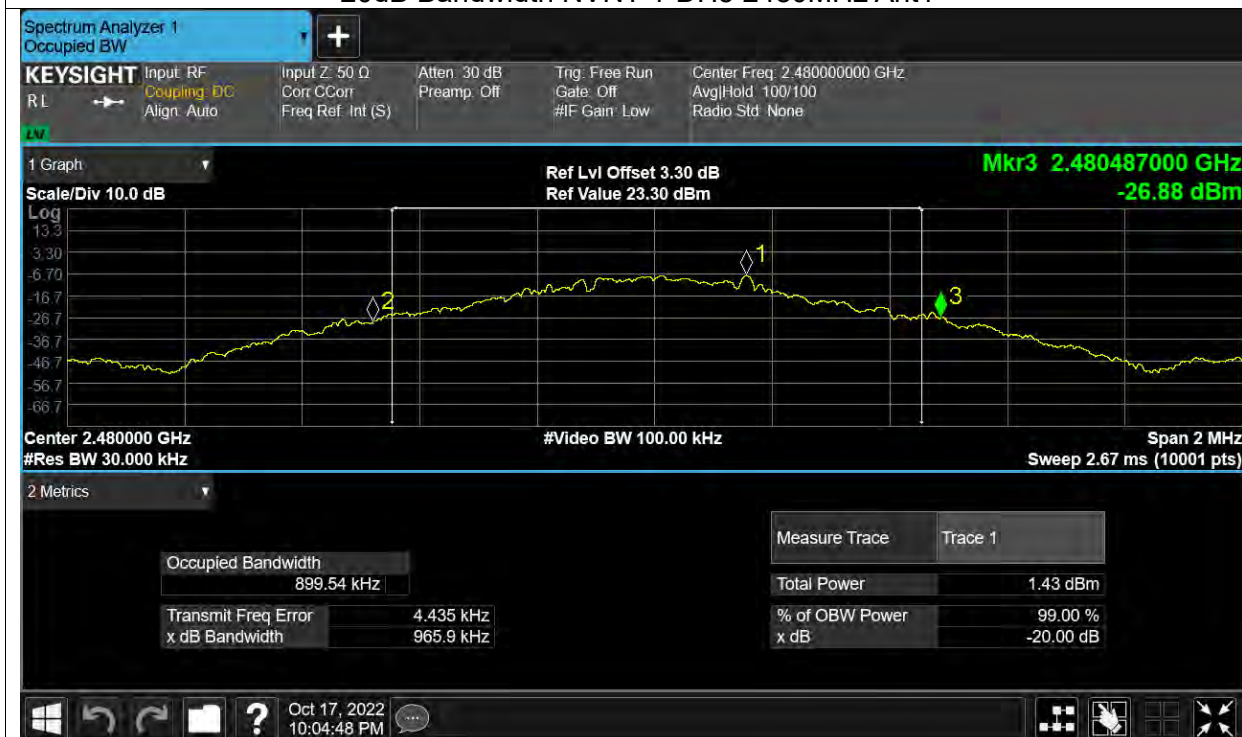 Spectrum Analyzer 1
Occupied BW
+
KEYSIGHT
RL
Input: RF
Coupling: DC
Align: Auto
Input Z: 50 Ω
Corr CCorr
Freq Ref: Int (S)
Atten: 30 dB
Preamp: Off
Trig: Free Run
Gate: Off
#IF Gain: Low
Center Freq: 2.480000000 GHz
Avg|Hold: 100/100
Radio Std: None
1 Graph
Scale/Div 10.0 dB
Ref Lvl Offset 3.30 dB
Ref Value 23.30 dBm
Mkr3 2.480487000 GHz
-26.88 dBm
Log
13.3
3.30
-6.70
-16.7
-26.7
-36.7
-46.7
-56.7
-66.7
1
2
3
Center 2.480000 GHz
#Res BW 30.000 kHz
#Video BW 100.00 kHz
Span 2 MHz
Sweep 2.67 ms (10001 pts)
2 Metrics
Measure Trace Trace 1
Occupied Bandwidth
899.54 kHz
Total Power 1.43 dBm
Transmit Freq Error 4.435 kHz
% of OBW Power 99.00 %
x dB Bandwidth 965.9 kHz
x dB -20.00 dB
?
Oct 17, 2022
10:04:48 PM